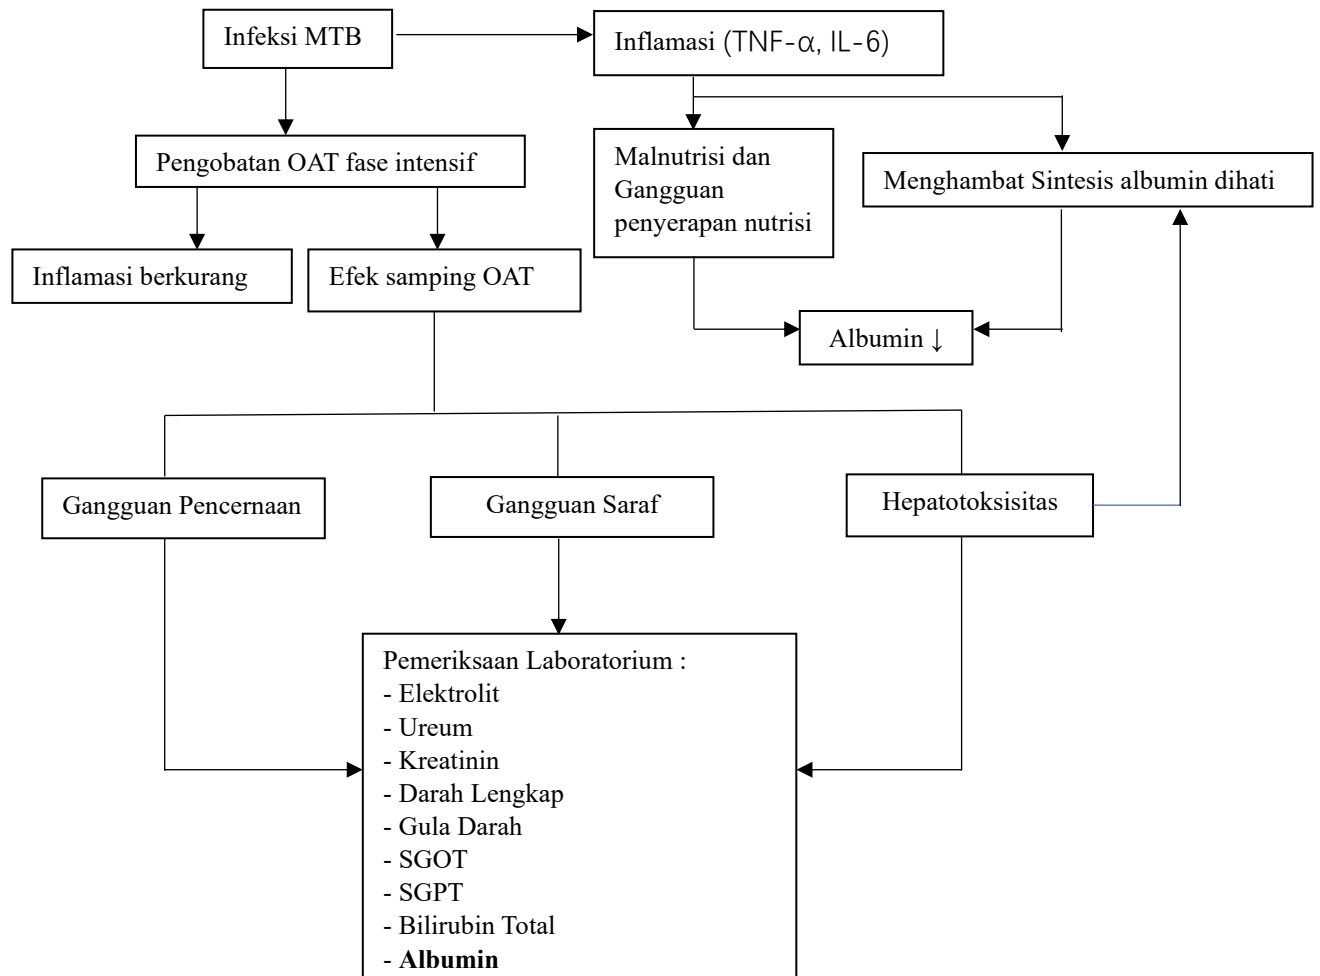 Infeksi MTB
Inflamasi (TNF-α, IL-6)
Pengobatan OAT fase intensif
Malnutrisi dan
Gangguan
penyerapan nutrisi
Menghambat Sintesis albumin dihati
Inflamasi berkurang
Efek samping OAT
Albumin ↓
Gangguan Pencernaan
Gangguan Saraf
Hepatotoksisitas
Pemeriksaan Laboratorium :
- Elektrolit
- Ureum
- Kreatinin
- Darah Lengkap
- Gula Darah
- SGOT
- SGPT
- Bilirubin Total
- Albumin